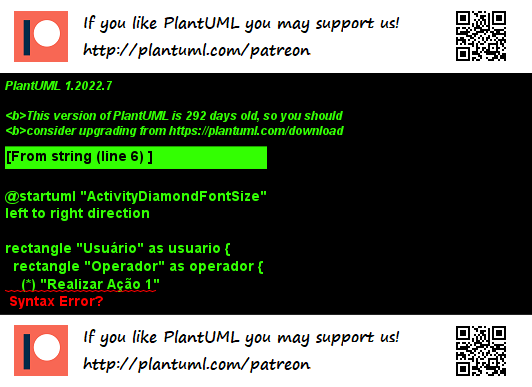 If you like PlantUML you may support us!
http://plantuml.com/patreon
PlantUML 1.2022.7
<b>This version of PlantUML is 292 days old, so you should
<b>consider upgrading from https://plantuml.com/download
[From string (line 6) ]
@startuml "ActivityDiamondFontSize"
left to right direction
rectangle "Usuário" as usuario {
rectangle "Operador" as operador {
(*) "Realizar Ação 1"
Syntax Error?
If you like PlantUML you may support us!
http://plantuml.com/patreon